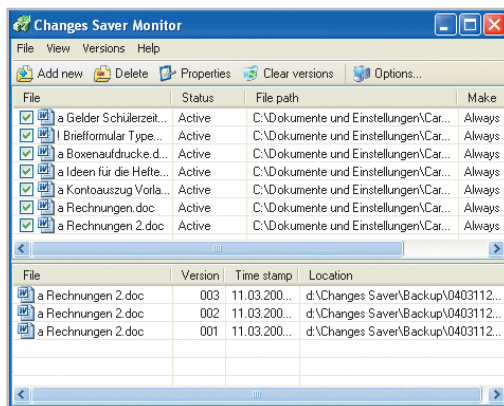 Changes Saver Monitor
File View Versions Help
Add new Delete Properties Clear versions Options...
File Status File path Make
a Gelder Schülerzeit... Active C:\Dokumente und Einstellungen\Car... Always
! Briefformular Type... Active C:\Dokumente und Einstellungen\Car... Always
a Boxenaufdrucke.d... Active C:\Dokumente und Einstellungen\Car... Always
a Ideen für die Hefte... Active C:\Dokumente und Einstellungen\Car... Always
a Kontoauszug Vorla... Active C:\Dokumente und Einstellungen\Car... Always
a Rechnungen.doc Active C:\Dokumente und Einstellungen\Car... Always
a Rechnungen 2.doc Active C:\Dokumente und Einstellungen\Car... Always
File Version Time stamp Location
a Rechnungen 2.doc 003 11.03.200... d:\Changes Saver\Backup\0403112...
a Rechnungen 2.doc 002 11.03.200... d:\Changes Saver\Backup\0403112...
a Rechnungen 2.doc 001 11.03.200... d:\Changes Saver\Backup\0403112...